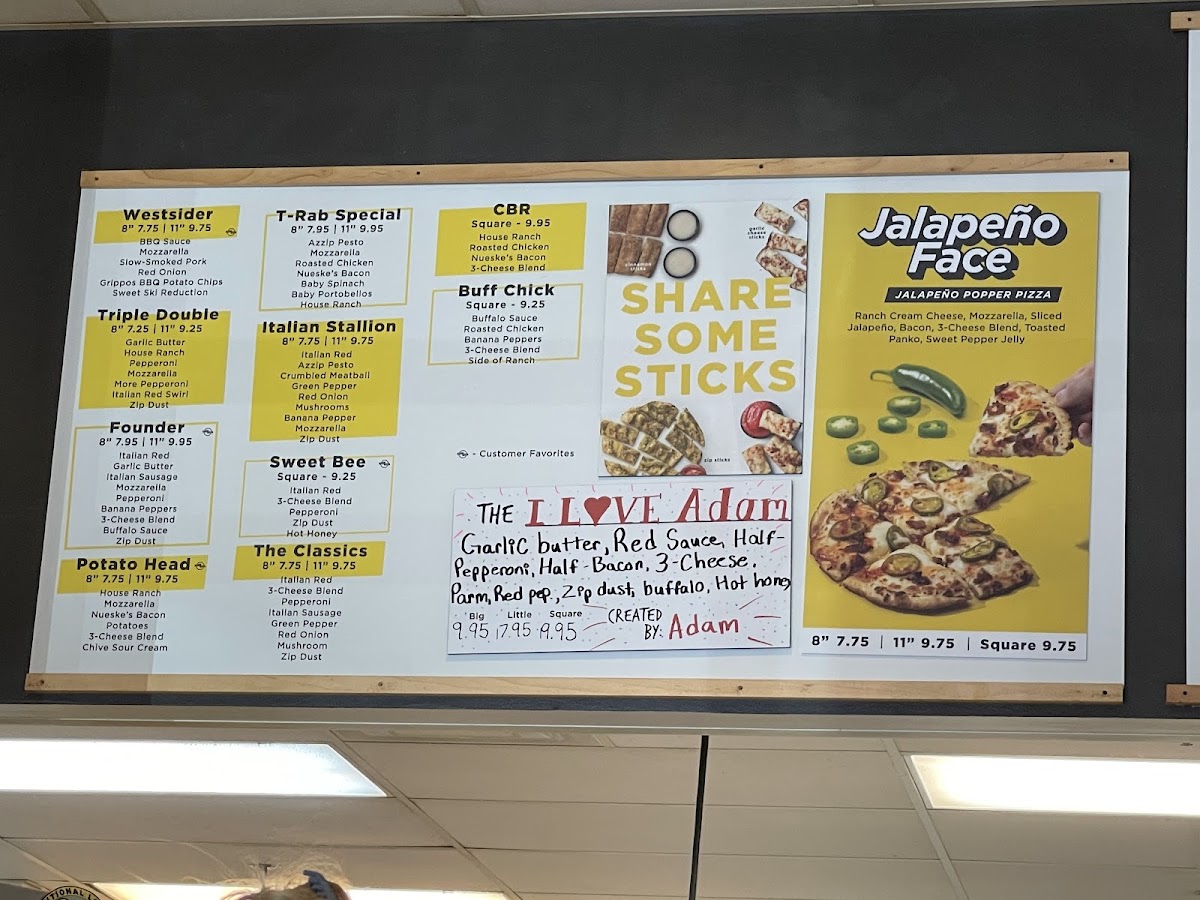 Westsider
8" 7.75 | 11" 9.75
BBQ Sauce
Mozzarella
Slow-Smoked Pork
Red Onion
Grippos BBQ Potato Chips
Sweet Ski Reduction
Triple Double
8" 7.25 | 11" 9.25
Garlic Butter
House Ranch
Pepperoni
Mozzarella
More Pepperoni
Italian Red Swirl
Zip Dust
Founder
8" 7.95 | 11" 9.95
Italian Red
Garlic Butter
Italian Sausage
Mozzarella
Pepperoni
Banana Peppers
3-Cheese Blend
Buffalo Sauce
Zip Dust
Potato Head
8" 7.75 | 11" 9.75
House Ranch
Mozzarella
Nueske's Bacon
Potatoes
3-Cheese Blend
Chive Sour Cream
T-Rab Special
8" 7.95 | 11" 9.95
Azzip Pesto
Mozzarella
Roasted Chicken
Nueske's Bacon
Baby Spinach
Baby Portobellos
House Ranch
Italian Stallion
8" 7.75 | 11" 9.75
Italian Red
Azzip Pesto
Crumbled Meatball
Green Pepper
Red Onion
Mushrooms
Banana Pepper
Mozzarella
Zip Dust
Sweet Bee
Square - 9.25
Italian Red
3-Cheese Blend
Pepperoni
Zip Dust
Hot Honey
The Classics
8" 7.75 | 11" 9.75
Italian Red
3-Cheese Blend
Pepperoni
Italian Sausage
Green Pepper
Red Onion
Mushroom
Zip Dust
CBR
Square - 9.95
House Ranch
Roasted Chicken
Nueske's Bacon
3-Cheese Blend
Buff Chick
Square - 9.25
Buffalo Sauce
Roasted Chicken
Banana Peppers
3-Cheese Blend
Side of Ranch
- Customer Favorites
cinnamon
sticks
garlic
cheese
sticks
SHARE
SOME
STICKS
zip sticks
THE I L♥VE Adam
Garlic butter, Red Sauce, Half-
Pepperoni, Half-Bacon, 3-Cheese.
Parm, Red pep., Zip dust, buffalo, Hot honey
Big Little Square
9.95 17.95 9.95
CREATED
BY: Adam
Jalapeño
Face
JALAPEÑO POPPER PIZZA
Ranch Cream Cheese, Mozzarella, Sliced
Jalapeño, Bacon, 3-Cheese Blend, Toasted
Panko, Sweet Pepper Jelly
8" 7.75 | 11" 9.75 | Square 9.75